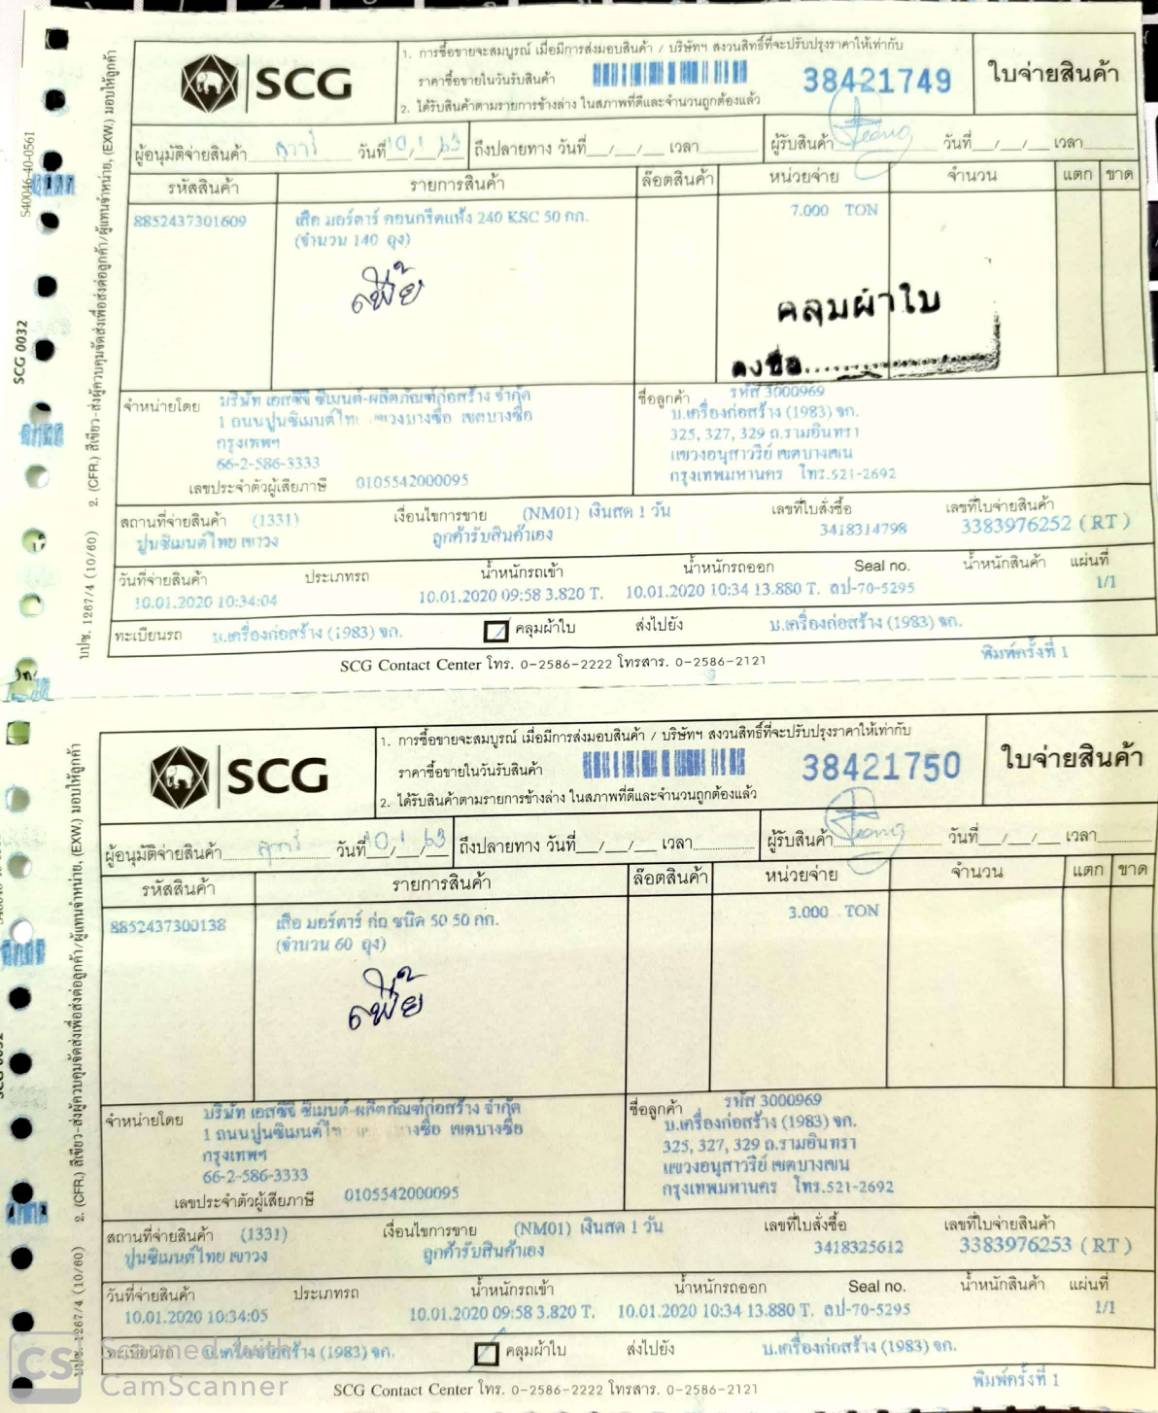 SCG
1. การซื้อขายจะสมบูรณ์ เมื่อมีการส่งมอบสินค้า / บริษัทฯ สงวนสิทธิ์ที่จะปรับปรุงราคาให้เท่ากับ
ราคาซื้อขายในวันรับสินค้า
2. ได้รับสินค้าตามรายการข้างล่าง ในสภาพที่ดีและจำนวนถูกต้องแล้ว
38421749
ใบจ่ายสินค้า
ผู้อนุมัติจ่ายสินค้า วันที่ 10/1/63 ถึงปลายทาง วันที่__/__/__ เวลา ผู้รับสินค้า วันที่__/__/__ เวลา
รหัสสินค้า รายการสินค้า ล๊อตสินค้า หน่วยจ่าย จำนวน แตก ขาด
8852437301609 เสือ มอร์ตาร์ คอนกรีตแห้ง 240 KSC 50 กก. 7.000 TON
(จำนวน 140 ถุง)
คลุมผ้าใบ
ลงชื่อ
จำหน่ายโดย บริษัท เอสซีจี ซิเมนต์-ผลิตภัณฑ์ก่อสร้าง จำกัด ชื่อลูกค้า รหัส 3000969
1 ถนนปูนซิเมนต์ไทย แขวงบางซื่อ เขตบางซื่อ บ.เครื่องก่อสร้าง (1983) จก.
กรุงเทพฯ 325, 327, 329 ถ.รามอินทรา
66-2-586-3333 แขวงอนุสาวรีย์ เขตบางเขน
เลขประจำตัวผู้เสียภาษี 0105542000095 กรุงเทพมหานคร โทร.521-2692
สถานที่จ่ายสินค้า (1331) เงื่อนไขการขาย (NM01) เงินสด 1 วัน เลขที่ใบสั่งซื้อ เลขที่ใบจ่ายสินค้า
ปูนซิเมนต์ไทย เขาวง ลูกค้ารับสินค้าเอง 3418314798 3383976252 (RT)
วันที่จ่ายสินค้า ประเภทรถ น้ำหนักรถเข้า น้ำหนักรถออก Seal no. น้ำหนักสินค้า แผ่นที่
10.01.2020 10:34:04 10.01.2020 09:58 3.820 T. 10.01.2020 10:34 13.880 T. ลป-70-5295 1/1
ทะเบียนรถ บ.เครื่องก่อสร้าง (1983) จก. คลุมผ้าใบ ส่งไปยัง บ.เครื่องก่อสร้าง (1983) จก.
SCG Contact Center โทร. 0-2586-2222 โทรสาร. 0-2586-2121 พิมพ์ครั้งที่ 1
S40046-40-0561
SCG 0032
บปซ. 1267/4 (10/60) 2. (CFR.) สีเขียว-ส่งผู้ควบคุมจัดส่งเพื่อส่งต่อลูกค้า/ผู้แทนจำหน่าย, (EXW.) มอบให้ลูกค้า
SCG
1. การซื้อขายจะสมบูรณ์ เมื่อมีการส่งมอบสินค้า / บริษัทฯ สงวนสิทธิ์ที่จะปรับปรุงราคาให้เท่ากับ
ราคาซื้อขายในวันรับสินค้า
2. ได้รับสินค้าตามรายการข้างล่าง ในสภาพที่ดีและจำนวนถูกต้องแล้ว
38421750
ใบจ่ายสินค้า
ผู้อนุมัติจ่ายสินค้า วันที่ 10/1/63 ถึงปลายทาง วันที่__/__/__ เวลา ผู้รับสินค้า วันที่__/__/__ เวลา
รหัสสินค้า รายการสินค้า ล๊อตสินค้า หน่วยจ่าย จำนวน แตก ขาด
8852437300138 เสือ มอร์ตาร์ ก่อ ชนิด 50 50 กก. 3.000 TON
(จำนวน 60 ถุง)
จำหน่ายโดย บริษัท เอสซีจี ซิเมนต์-ผลิตภัณฑ์ก่อสร้าง จำกัด ชื่อลูกค้า รหัส 3000969
1 ถนนปูนซิเมนต์ไทย บางซื่อ เขตบางซื่อ บ.เครื่องก่อสร้าง (1983) จก.
กรุงเทพฯ 325, 327, 329 ถ.รามอินทรา
66-2-586-3333 แขวงอนุสาวรีย์ เขตบางเขน
เลขประจำตัวผู้เสียภาษี 0105542000095 กรุงเทพมหานคร โทร.521-2692
สถานที่จ่ายสินค้า (1331) เงื่อนไขการขาย (NM01) เงินสด 1 วัน เลขที่ใบสั่งซื้อ เลขที่ใบจ่ายสินค้า
ปูนซิเมนต์ไทย เขาวง ลูกค้ารับสินค้าเอง 3418325612 3383976253 (RT)
วันที่จ่ายสินค้า ประเภทรถ น้ำหนักรถเข้า น้ำหนักรถออก Seal no. น้ำหนักสินค้า แผ่นที่
10.01.2020 10:34:05 10.01.2020 09:58 3.820 T. 10.01.2020 10:34 13.880 T. ลป-70-5295 1/1
ทะเบียนรถ บ.เครื่องก่อสร้าง (1983) จก. คลุมผ้าใบ ส่งไปยัง บ.เครื่องก่อสร้าง (1983) จก.
SCG Contact Center โทร. 0-2586-2222 โทรสาร. 0-2586-2121 พิมพ์ครั้งที่ 1
บปซ. 1267/4 (10/60) 2. (CFR.) สีเขียว-ส่งผู้ควบคุมจัดส่งเพื่อส่งต่อลูกค้า/ผู้แทนจำหน่าย, (EXW.) มอบให้ลูกค้า
CS Scanned with
CamScanner